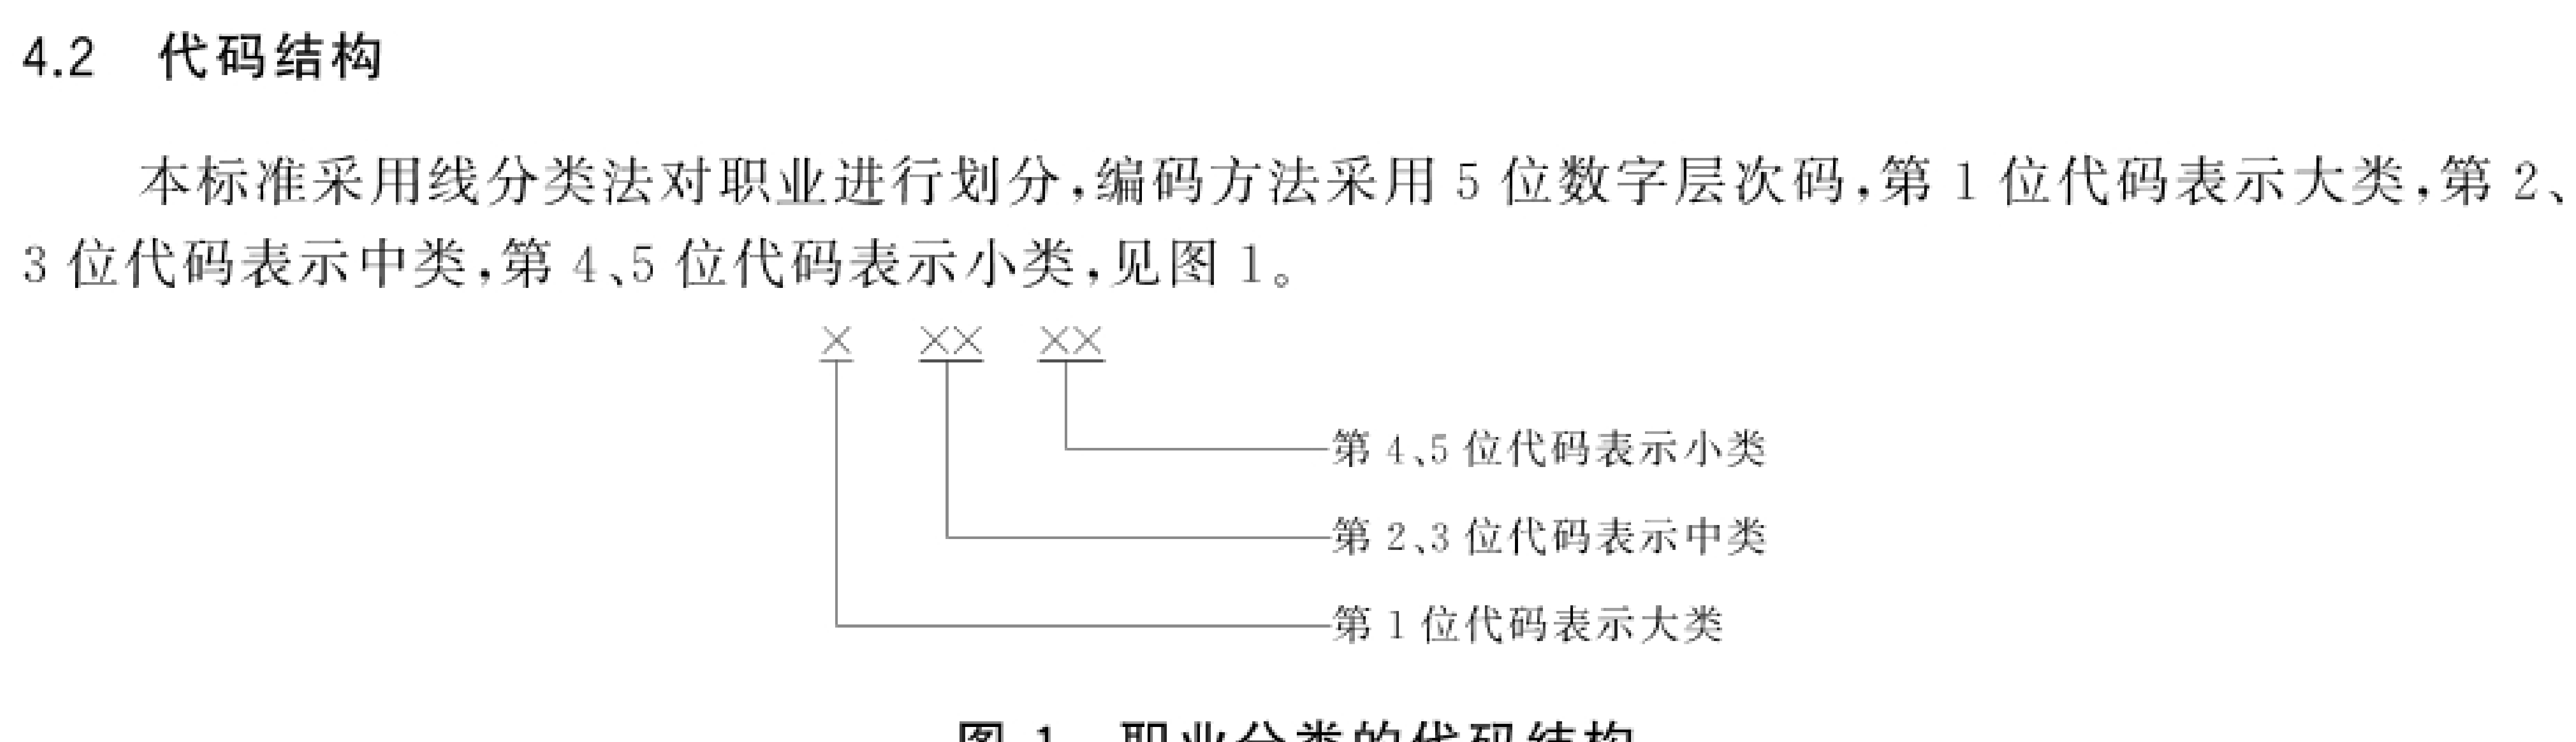 4.2 代码结构
本标准采用线分类法对职业进行划分,编码方法采用 5 位数字层次码,第 1 位代码表示大类,第 2、
3 位代码表示中类,第 4、5 位代码表示小类,见图 1。
× ×× ××
第 4、5 位代码表示小类
第 2、3 位代码表示中类
第 1 位代码表示大类
图 1 职业分类的代码结构